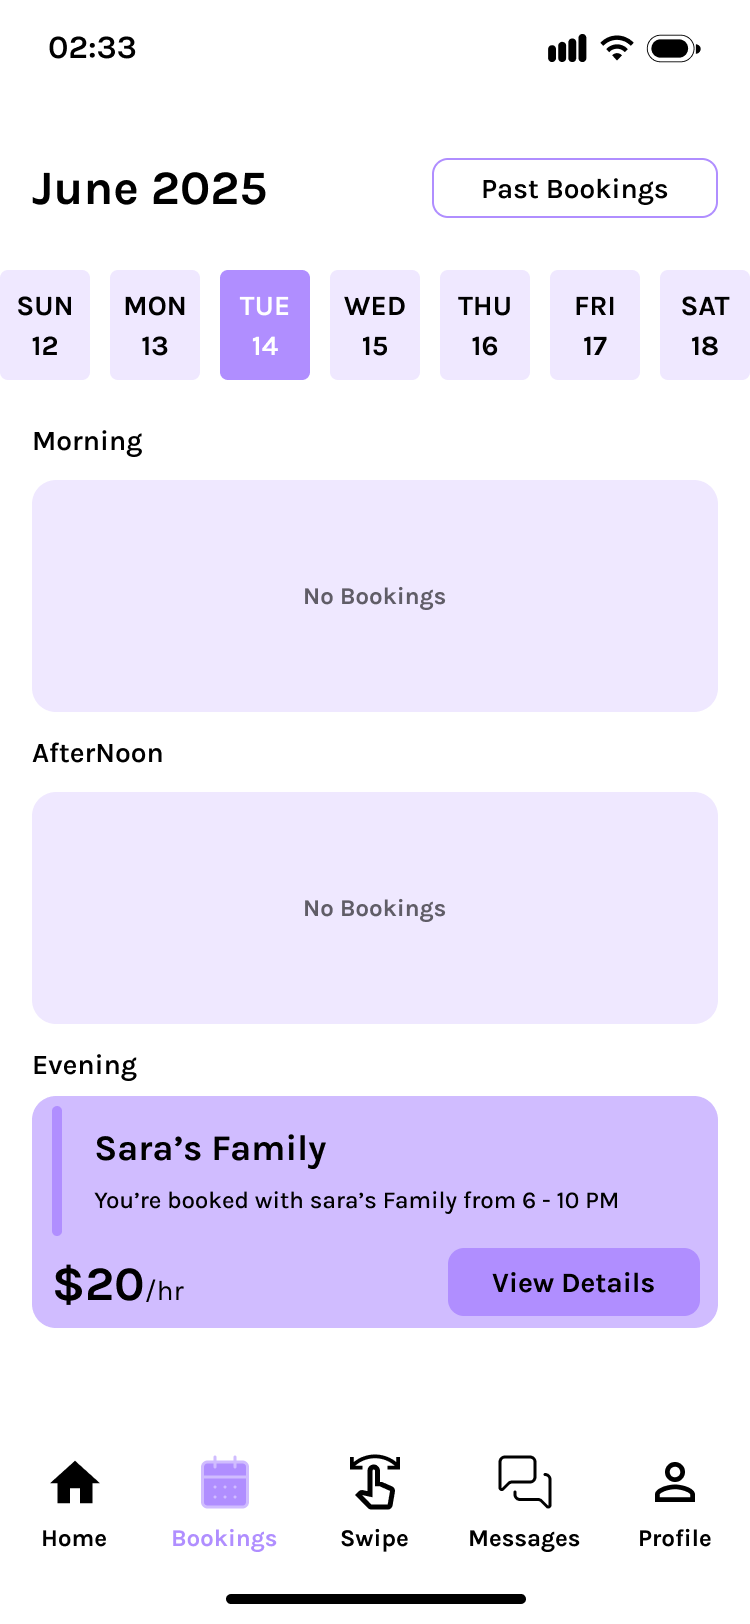 02:33
June 2025
Past Bookings
SUN MON TUE WED THU FRI SAT
12 13 14 15 16 17 18
Morning
No Bookings
AfterNoon
No Bookings
Evening
Sara’s Family
You’re booked with sara’s Family from 6 - 10 PM
$20/hr
View Details
Home Bookings Swipe Messages Profile